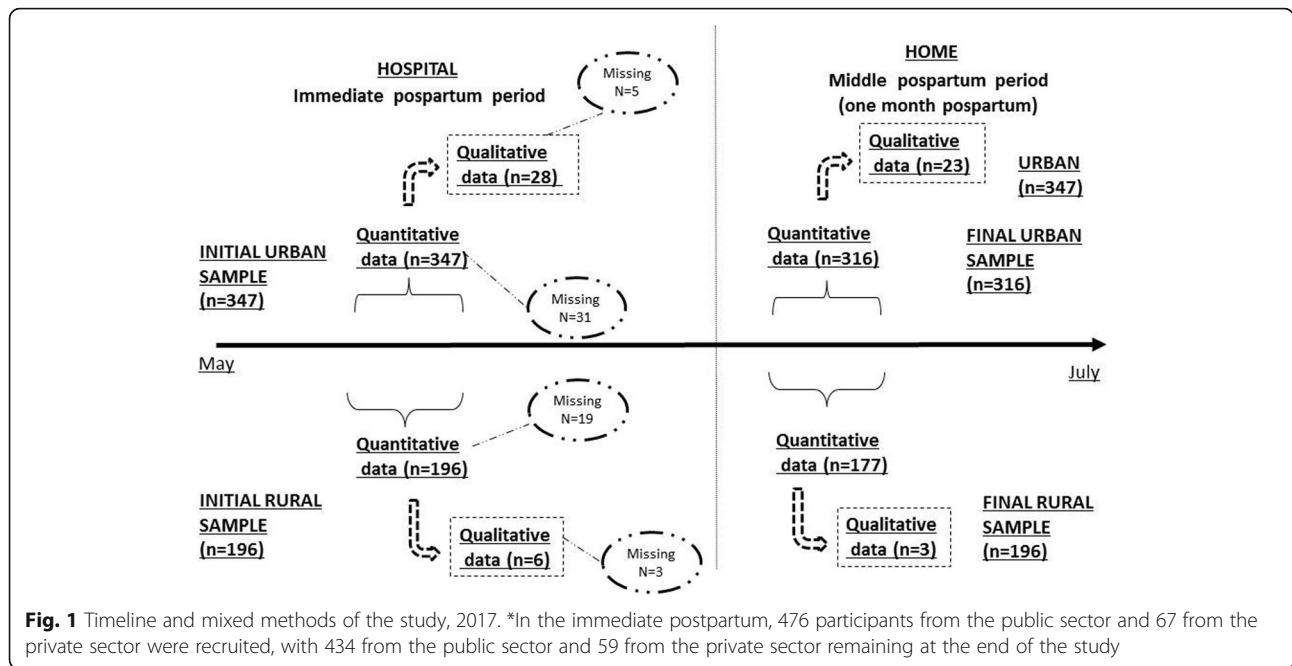 HOSPITAL
Immediate pospartum period
Missing
N=5
Qualitative
data (n=28)
Quantitative
data (n=347)
INITIAL URBAN
SAMPLE
(n=347)
Missing
N=31
HOME
Middle pospartum period
(one month pospartum)
Qualitative
data (n=23)
URBAN
(n=347)
Quantitative
data (n=316)
FINAL URBAN
SAMPLE
(n=316)
May
July
Missing
N=19
Quantitative
data (n=196)
INITIAL RURAL
SAMPLE
(n=196)
Qualitative
data (n=6)
Missing
N=3
Quantitative
data (n=177)
Qualitative
data (n=3)
FINAL RURAL
SAMPLE
(n=196)
Fig. 1 Timeline and mixed methods of the study, 2017. *In the immediate postpartum, 476 participants from the public sector and 67 from the
private sector were recruited, with 434 from the public sector and 59 from the private sector remaining at the end of the study